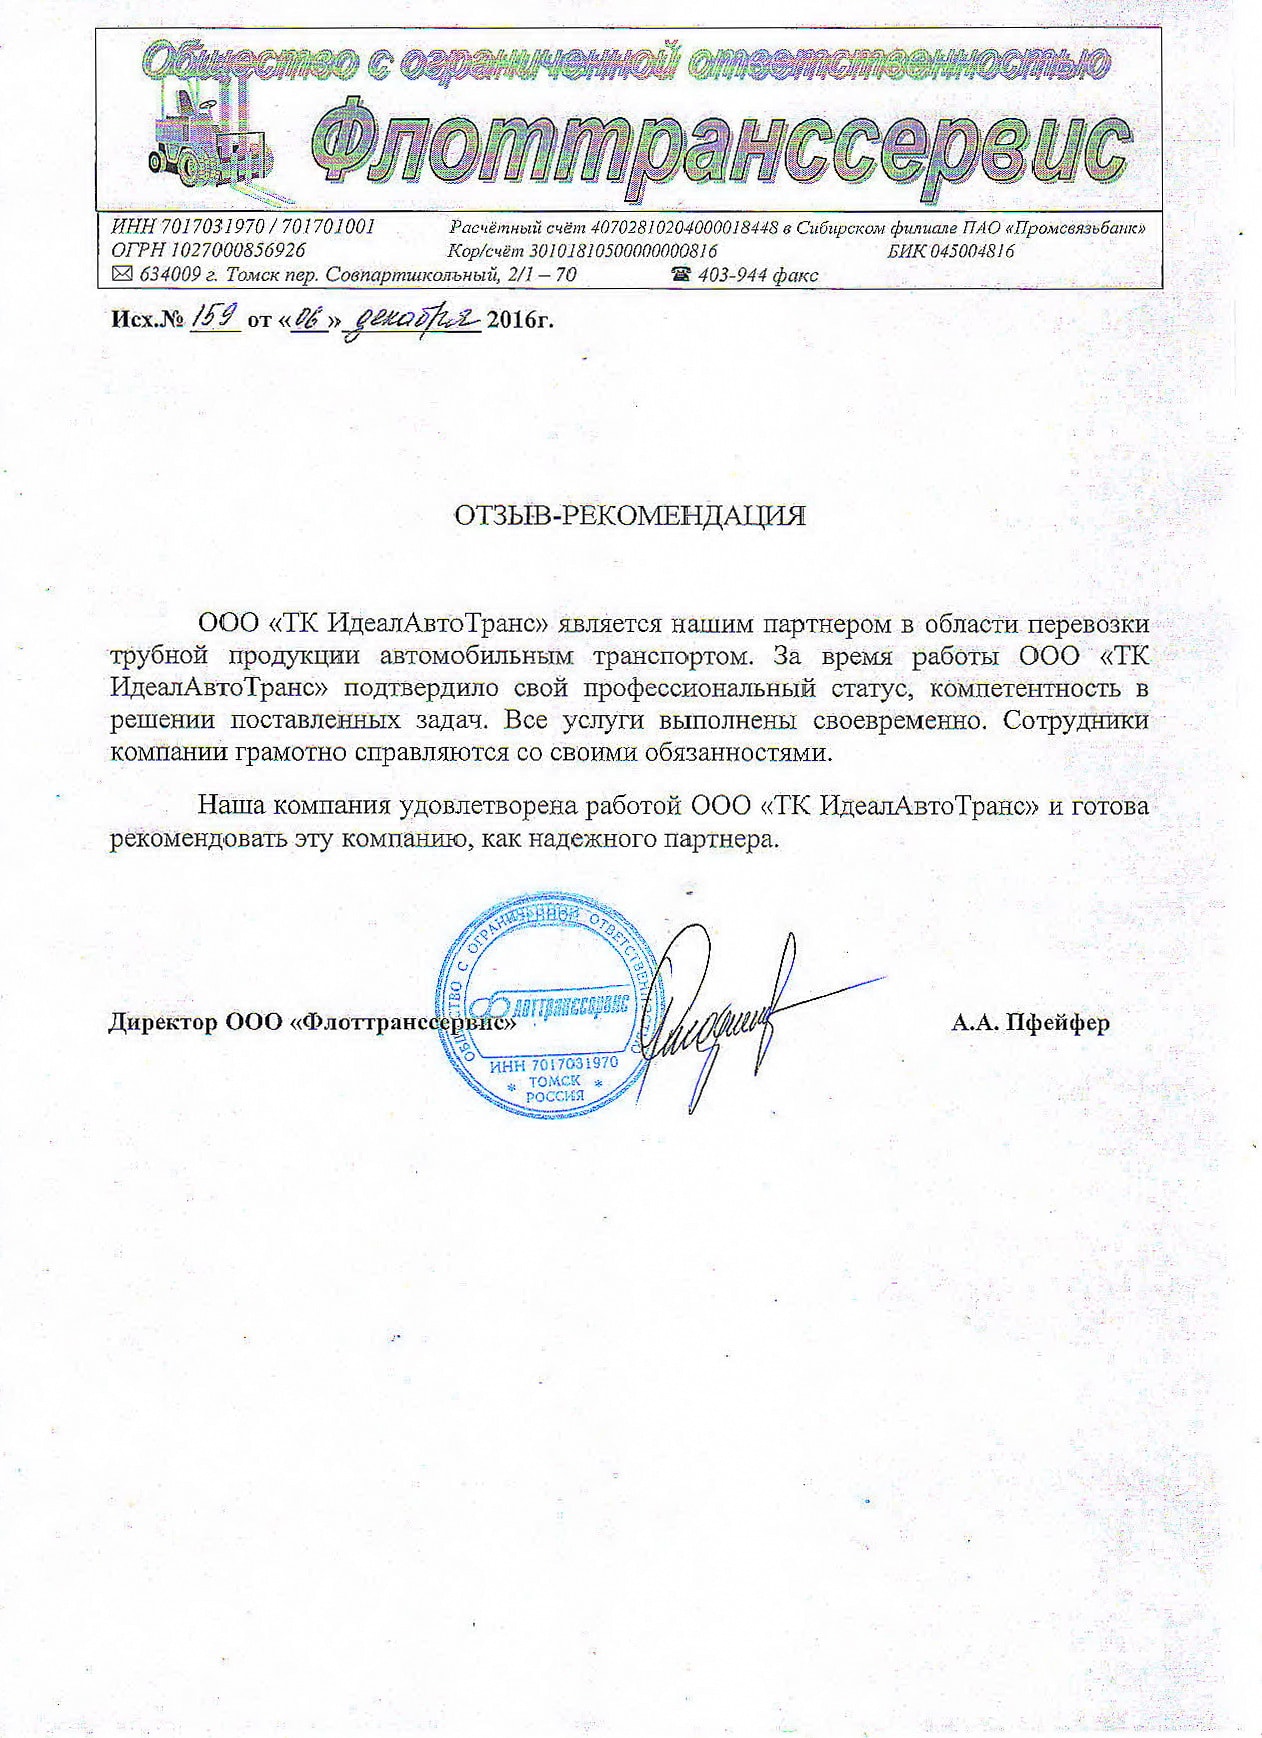 Общество с ограниченной ответственностью
Флоттранссервис
ИНН 7017031970 / 701701001 Расчётный счёт 40702810204000018448 в Сибирском филиале ПАО «Промсвязьбанк»
ОГРН 1027000856926 Кор/счёт 30101810500000000816 БИК 045004816
634009 г. Томск пер. Совпартшкольный, 2/1 – 70 403-944 факс
Исх.№ 159 от «06» декабря 2016г.
ОТЗЫВ-РЕКОМЕНДАЦИЯ
ООО «ТК ИдеалАвтоТранс» является нашим партнером в области перевозки
трубной продукции автомобильным транспортом. За время работы ООО «ТК
ИдеалАвтоТранс» подтвердило свой профессиональный статус, компетентность в
решении поставленных задач. Все услуги выполнены своевременно. Сотрудники
компании грамотно справляются со своими обязанностями.
Наша компания удовлетворена работой ООО «ТК ИдеалАвтоТранс» и готова
рекомендовать эту компанию, как надежного партнера.
ОБЩЕСТВО С ОГРАНИЧЕННОЙ ОТВЕТСТВЕННОСТЬЮ
Флоттранссервис
Директор ООО «Флоттранссервис» А.А. Пфейфер
ИНН 7017031970
* ТОМСК *
РОССИЯ